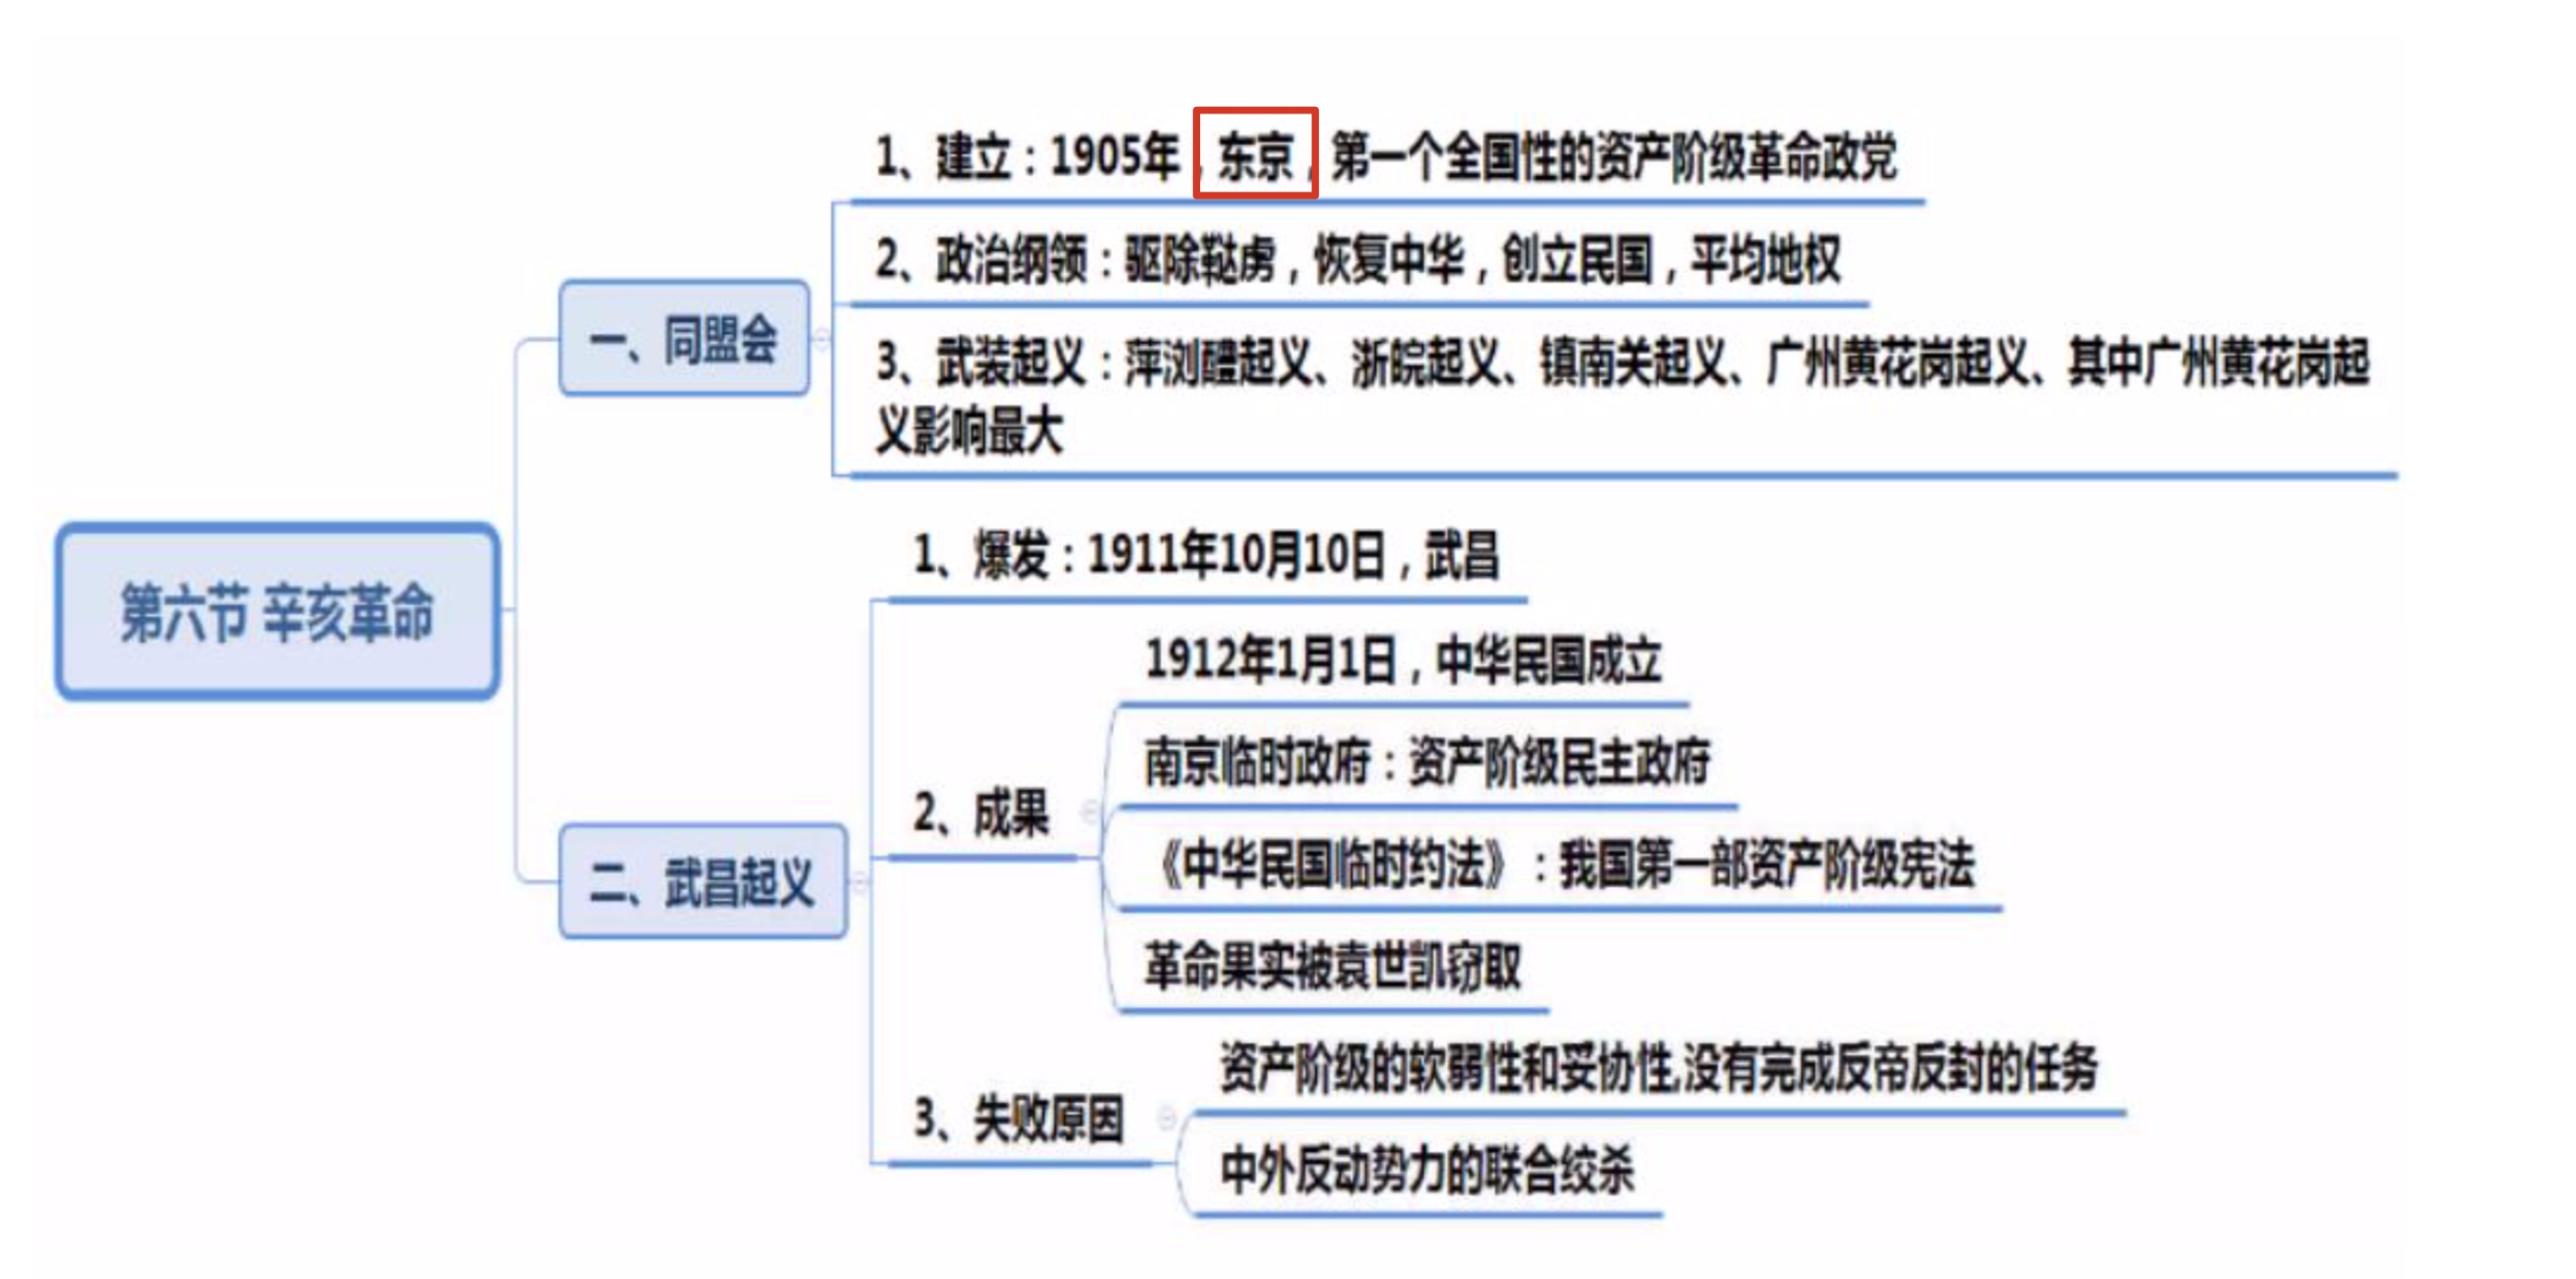 第六节 辛亥革命
一、同盟会
1、建立：1905年，东京，第一个全国性的资产阶级革命政党
2、政治纲领：驱除鞑虏，恢复中华，创立民国，平均地权
3、武装起义：萍浏醴起义、浙皖起义、镇南关起义、广州黄花岗起义、其中广州黄花岗起
义影响最大
二、武昌起义
1、爆发：1911年10月10日，武昌
2、成果
1912年1月1日，中华民国成立
南京临时政府：资产阶级民主政府
《中华民国临时约法》：我国第一部资产阶级宪法
革命果实被袁世凯窃取
3、失败原因
资产阶级的软弱性和妥协性,没有完成反帝反封的任务
中外反动势力的联合绞杀